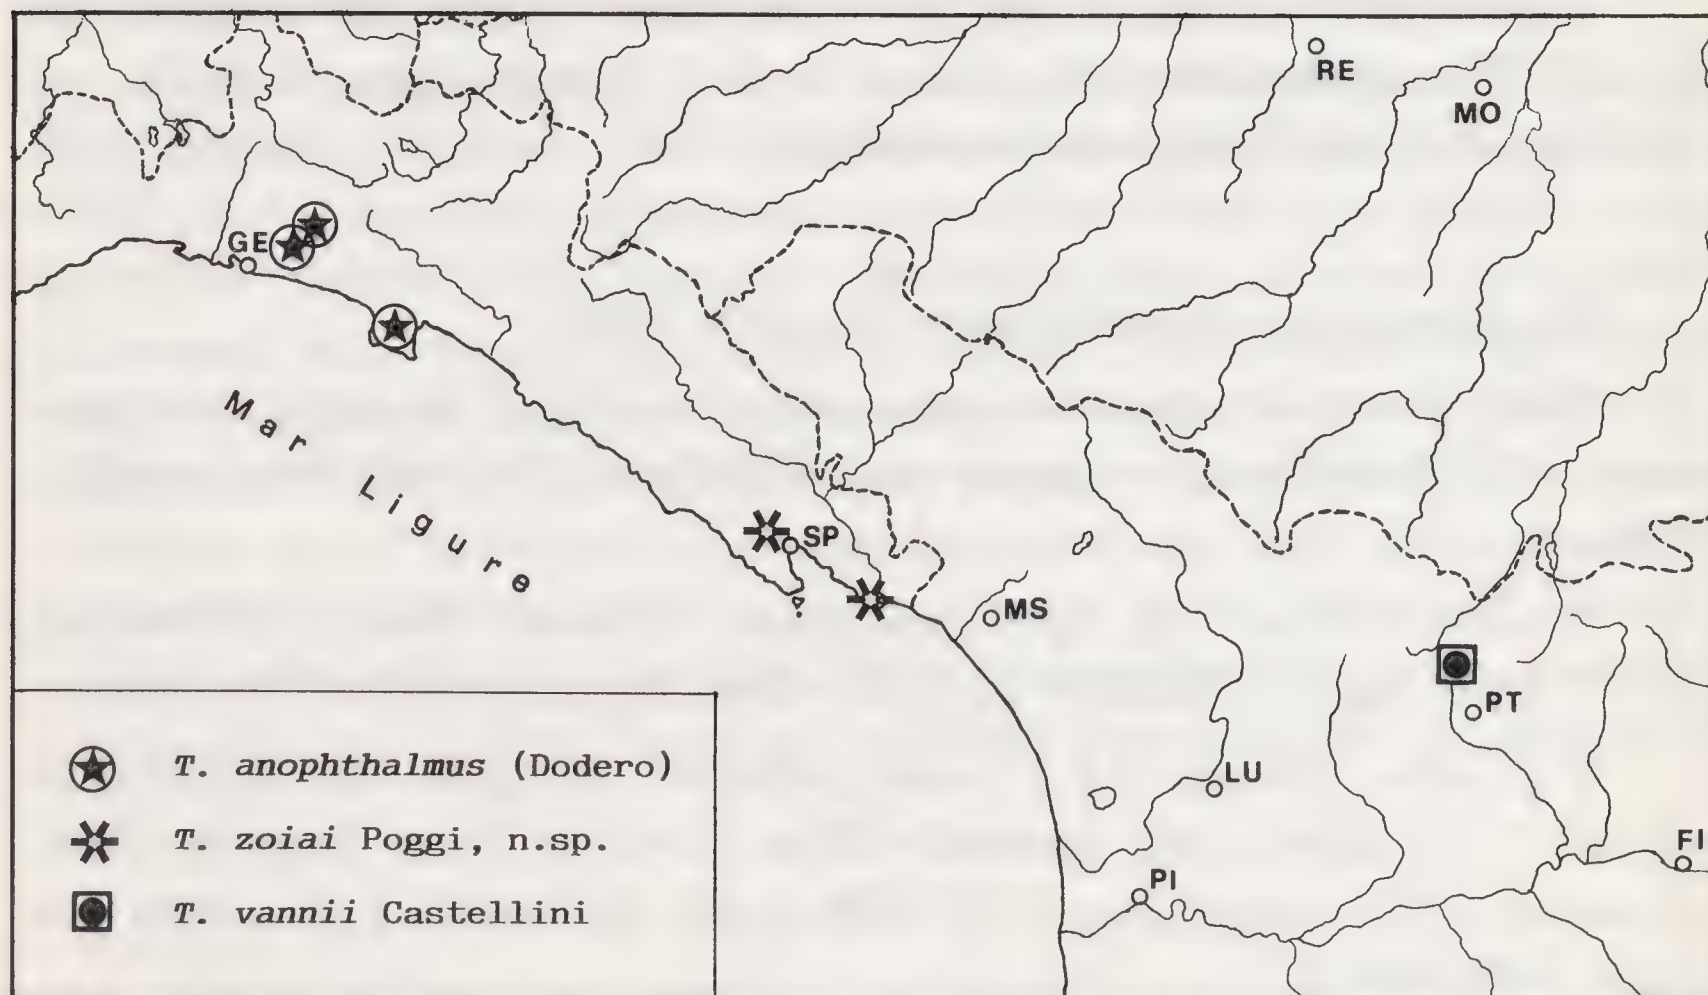 RE
MO
GE
Mar Ligure
SP
MS
PT
LU
FI
PI
T. anophthalmus (Dodero)
T. zoiai Poggi, n.sp.
T. vannii Castellini